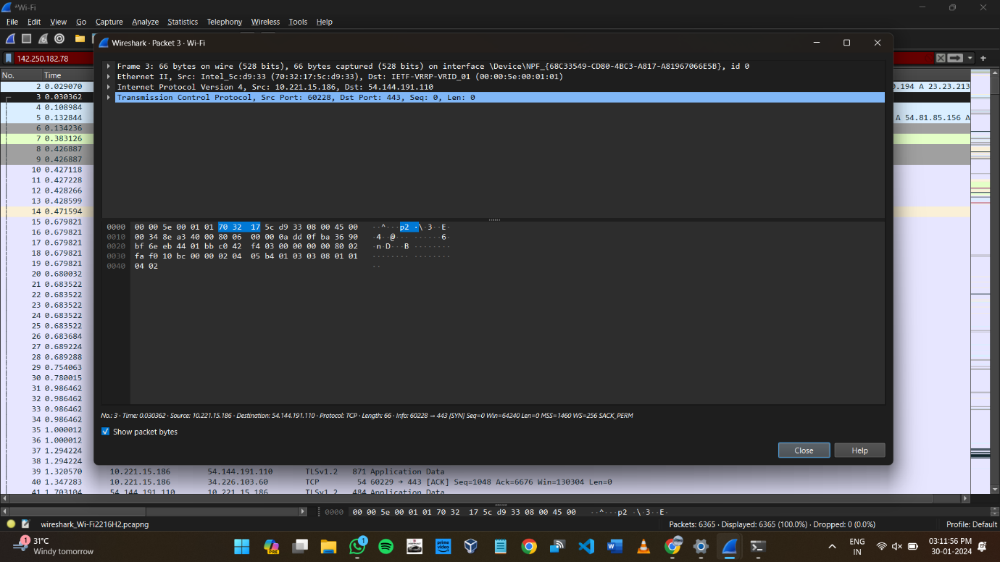 *Wi-Fi
File Edit View Go Capture Analyze Statistics Telephony Wireless Tools Help
Wireshark · Packet 3 · Wi-Fi
142.250.182.78
Frame 3: 66 bytes on wire (528 bits), 66 bytes captured (528 bits) on interface \Device\NPF_{68C33549-CD80-4BC3-A817-A81967066E5B}, id 0
Ethernet II, Src: Intel_5c:d9:33 (70:32:17:5c:d9:33), Dst: IETF-VRRP-VRID_01 (00:00:5e:00:01:01)
Internet Protocol Version 4, Src: 10.221.15.186, Dst: 54.144.191.110
Transmission Control Protocol, Src Port: 60228, Dst Port: 443, Seq: 0, Len: 0
No. Time
2 0.029070 0.194 A 23.23.213
3 0.030362
4 0.108984
5 0.132844 A 54.81.85.156 A
6 0.134236
7 0.383126
8 0.426887
9 0.426887
10 0.427118
11 0.427228
12 0.428266
13 0.428599
14 0.471594
15 0.679821
16 0.679821
17 0.679821
18 0.679821
19 0.679821
20 0.680032
21 0.683522
22 0.683522
23 0.683522
24 0.683522
25 0.683522
26 0.683684
27 0.689224
28 0.689288
29 0.754063
30 0.780015
31 0.986462
32 0.986462
33 0.986462
34 0.986462
35 1.000012
36 1.000012
37 1.294224
38 1.294224
0000 00 00 5e 00 01 01 70 32 17 5c d9 33 08 00 45 00 ··^···p2 ·\·3··E·
0010 00 34 8e a3 40 00 80 06 00 00 0a dd 0f ba 36 90 ·4··@··· ······6·
0020 bf 6e eb 44 01 bb c0 42 f4 03 00 00 00 00 80 02 ·n·D···B ········
0030 fa f0 10 bc 00 00 02 04 05 b4 01 03 03 08 01 01 ········ ········
0040 04 02 ··
No.: 3 · Time: 0.030362 · Source: 10.221.15.186 · Destination: 54.144.191.110 · Protocol: TCP · Length: 66 · Info: 60228 → 443 [SYN] Seq=0 Win=64240 Len=0 MSS=1460 WS=256 SACK_PERM
Show packet bytes
Close Help
39 1.320570 10.221.15.186 54.144.191.110 TLSv1.2 871 Application Data
40 1.347283 10.221.15.186 34.226.103.60 TCP 54 60229 → 443 [ACK] Seq=1048 Ack=6676 Win=130304 Len=0
41 1.703104 54.144.191.110 10.221.15.186 TLSv1.2 484 Application Data
0000 00 00 5e 00 01 01 70 32 17 5c d9 33 08 00 45 00 ··^···p2 ·\·3··E·
wireshark_Wi-Fi2216H2.pcapng Packets: 6365 · Displayed: 6365 (100.0%) · Dropped: 0 (0.0%) Profile: Default
1
31°C
Windy tomorrow
PRE
1
prime video
ENG
IN
03:11:56 PM
30-01-2024